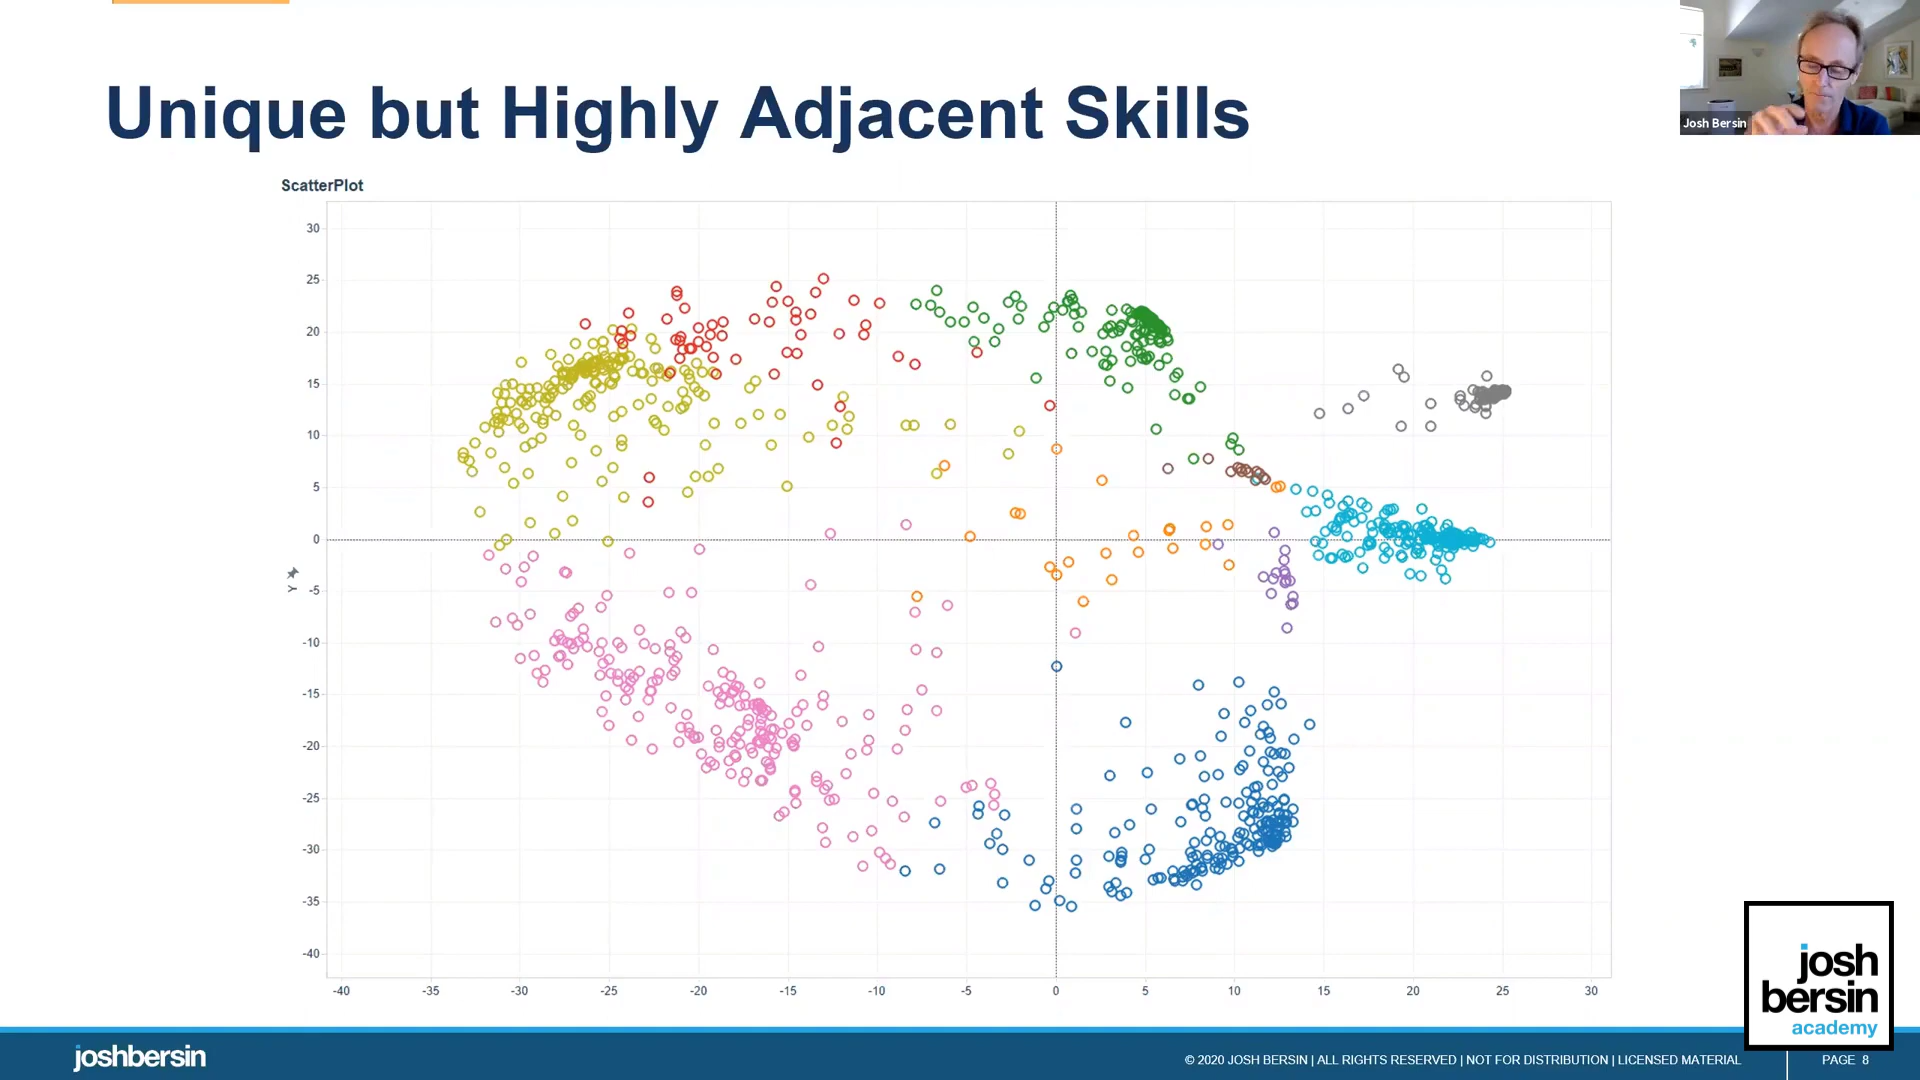 Unique but Highly Adjacent Skills
Josh Bersin
ScatterPlot
30
25
20
15
10
5
0
-5
-10
-15
-20
-25
-30
-35
-40
Y
-40 -35 -30 -25 -20 -15 -10 -5 0 5 10 15 20 25 30
josh
bersin
academy
joshbersin
© 2020 JOSH BERSIN | ALL RIGHTS RESERVED | NOT FOR DISTRIBUTION | LICENSED MATERIAL
PAGE 8